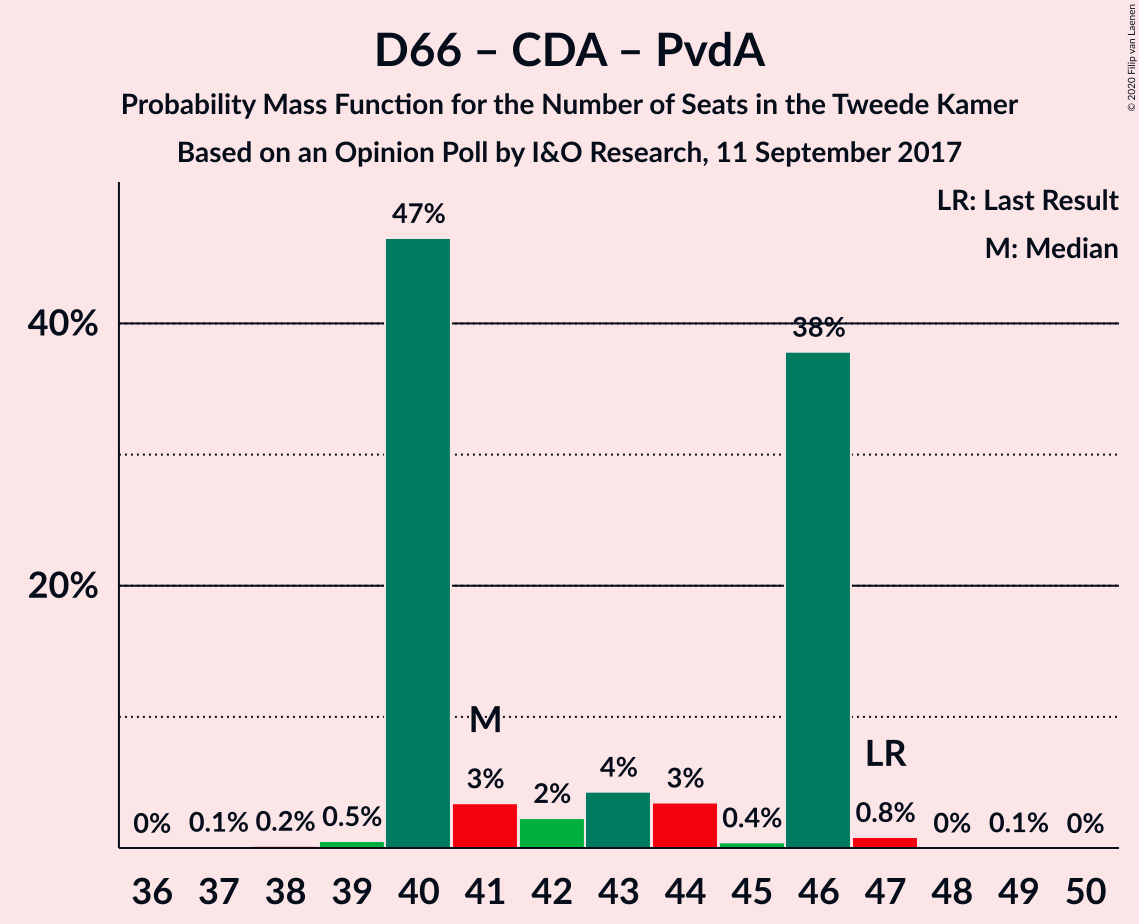 D66 – CDA – PvdA
Probability Mass Function for the Number of Seats in the Tweede Kamer
Based on an Opinion Poll by I&O Research, 11 September 2017
© 2020 Filip van Laenen
LR: Last Result
M: Median
40%
20%
47%
38%
M
LR
0%
0.1%
0.2%
0.5%
3%
2%
4%
3%
0.4%
0.8%
0%
0.1%
0%
36 37 38 39 40 41 42 43 44 45 46 47 48 49 50